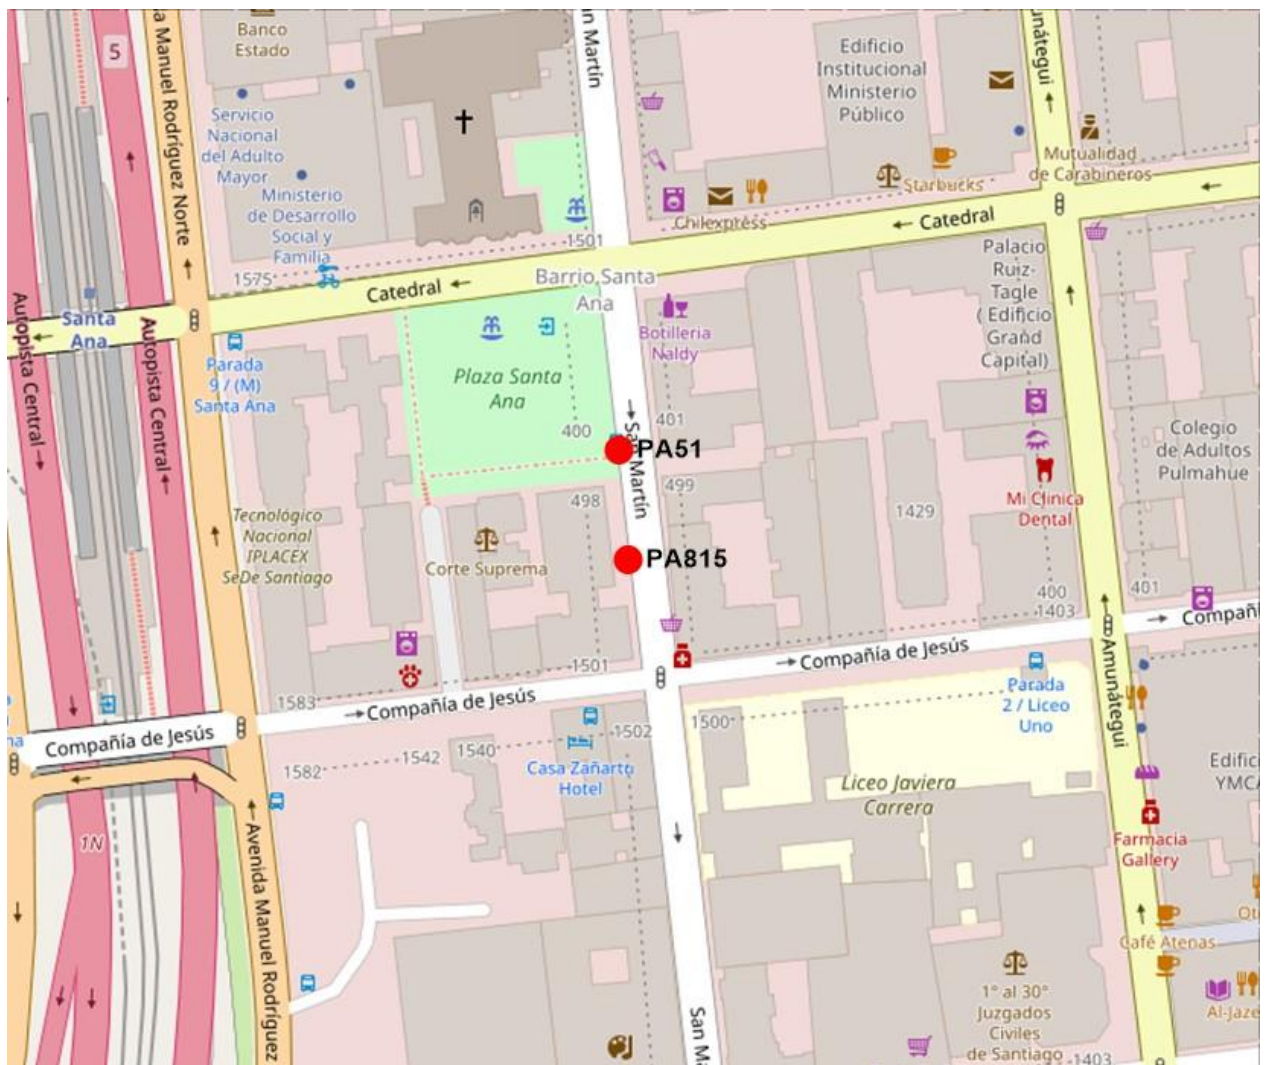 Banco
Estado
5
a Manuel Rodríguez Norte
n Martín
Edificio
Institucional
Ministerio
Público
unátegui
Servicio
Nacional
del Adulto
Mayor
Ministerio
de Desarrollo
Social y
Familia
Mutualidad
de Carabineros
Starbucks
Chilexpress
Catedral
1501
1575
Catedral
Barrio Santa
Ana
Palacio
Ruiz-
Tagle
( Edificio
Grand
Capital)
Santa
Ana
Autopista Central
Autopista Central
Parada
9 / (M)
Santa Ana
Botilleria
Naldy
Plaza Santa
Ana
400
401
San Martín
PA51
499
498
Colegio
de Adultos
Pulmahue
Mi Clinica
Dental
1429
Tecnológico
Nacional
IPLACEX
SeDe Santiago
Corte Suprema
PA815
400
401
1403
Compañí
Compañía de Jesús
1501
1583
Compañía de Jesús
Parada
2 / Liceo
Uno
Amunátegui
na
Compañía de Jesús
1500
1502
1540
1542
1582
Casa Zañartu
Hotel
Liceo Javiera
Carrera
Edific
YMCA
1N
Avenida Manuel Rodríguez
Farmacia
Gallery
Ot
Café Atenas
1° al 30°
Juzgados
Civiles
de Santiago
Al-Jaze
San Ma
1403